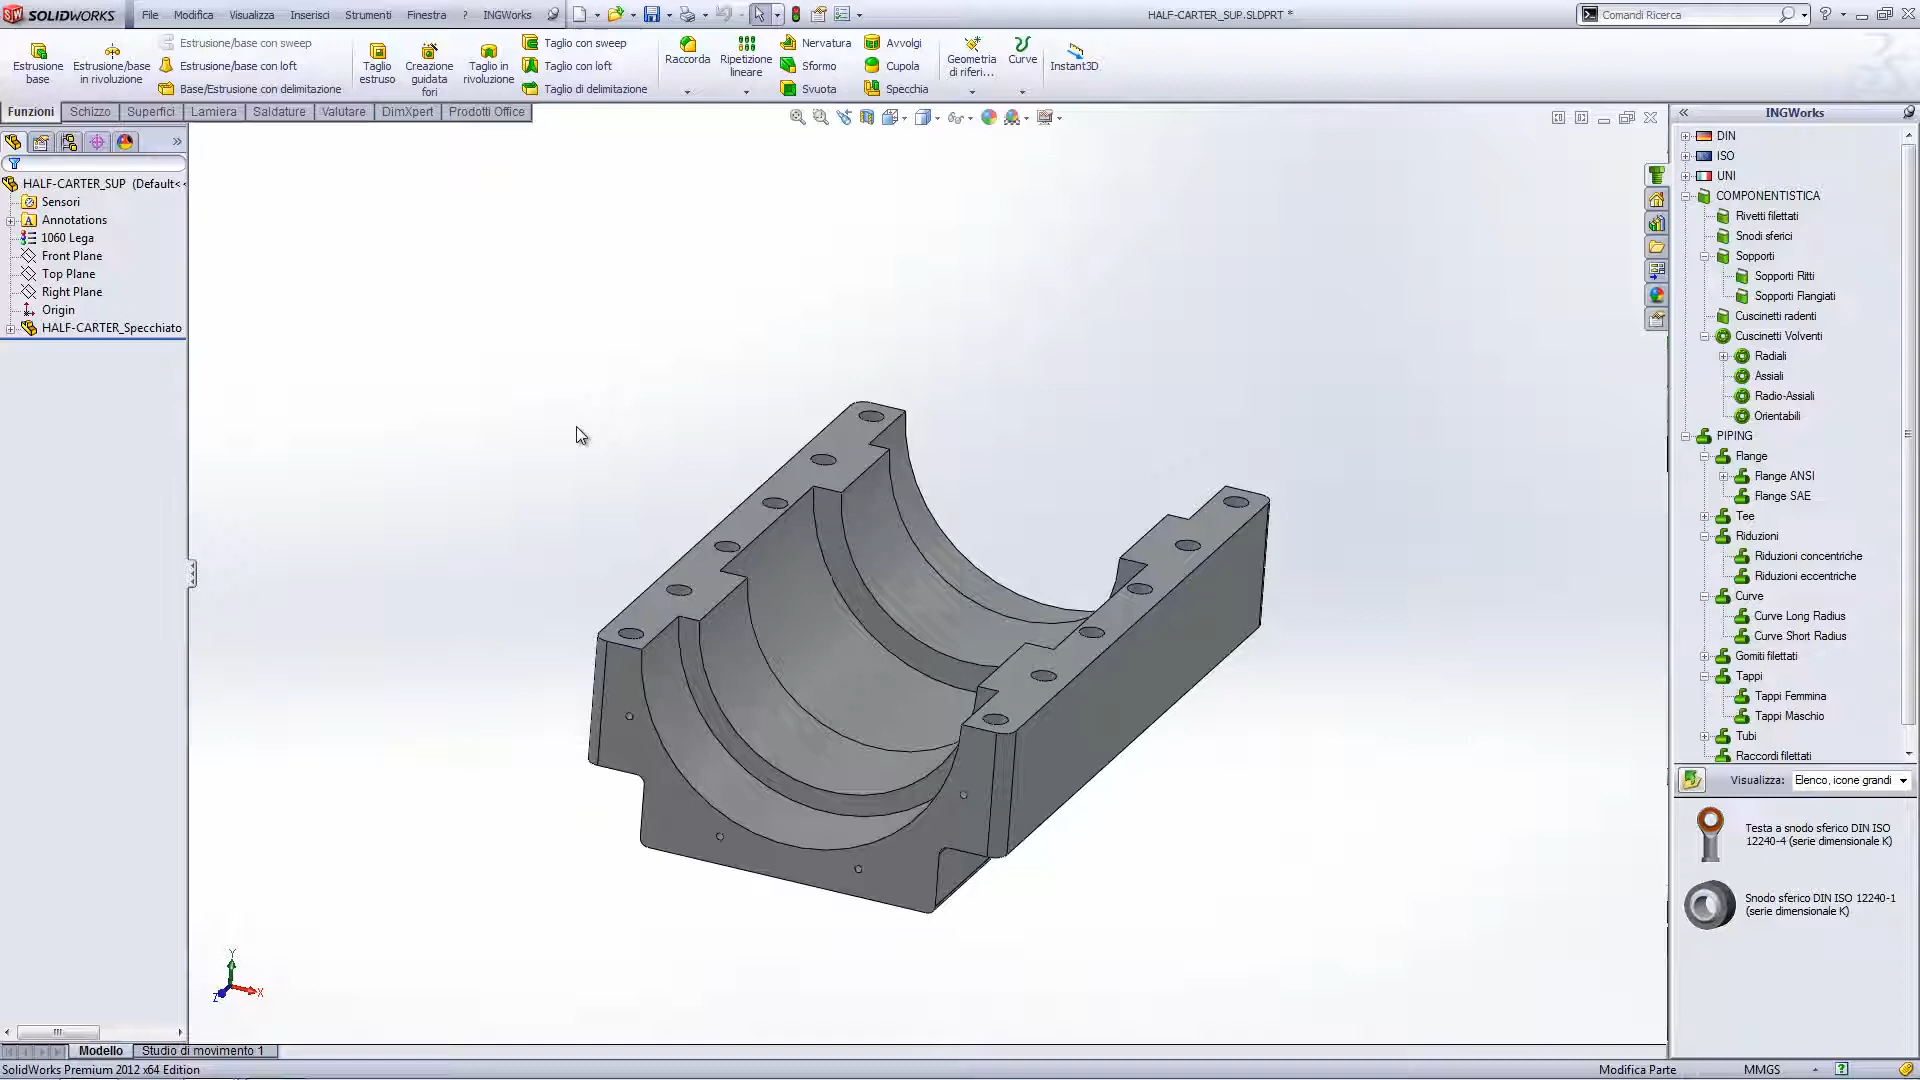 SOLIDWORKS
File Modifica Visualizza Inserisci Strumenti Finestra ? INGWorks
HALF-CARTER_SUP.SLDPRT *
Comandi Ricerca
Estrusione base
Estrusione/base in rivoluzione
Estrusione/base con sweep
Estrusione/base con loft
Base/Estrusione con delimitazione
Taglio estruso
Creazione guidata fori
Taglio in rivoluzione
Taglio con sweep
Taglio con loft
Taglio di delimitazione
Raccorda
Ripetizione lineare
Nervatura
Sformo
Svuota
Avvolgi
Cupola
Specchia
Geometria di riferi...
Curve
Instant3D
Funzioni Schizzo Superfici Lamiera Saldature Valutare DimXpert Prodotti Office
HALF-CARTER_SUP (Default<
Sensori
Annotations
1060 Lega
Front Plane
Top Plane
Right Plane
Origin
HALF-CARTER_Specchiato
Y
X
Z
INGWorks
DIN
ISO
UNI
COMPONENTISTICA
Rivetti filettati
Snodi sferici
Sopporti
Sopporti Ritti
Sopporti Flangiati
Cuscinetti radenti
Cuscinetti Volventi
Radiali
Assiali
Radio-Assiali
Orientabili
PIPING
Flange
Flange ANSI
Flange SAE
Tee
Riduzioni
Riduzioni concentriche
Riduzioni eccentriche
Curve
Curve Long Radius
Curve Short Radius
Gomiti filettati
Tappi
Tappi Femmina
Tappi Maschio
Tubi
Raccordi filettati
Visualizza: Elenco, icone grandi
Testa a snodo sferico DIN ISO
12240-4 (serie dimensionale K)
Snodo sferico DIN ISO 12240-1
(serie dimensionale K)
Modello Studio di movimento 1
SolidWorks Premium 2012 x64 Edition
Modifica Parte
MMGS